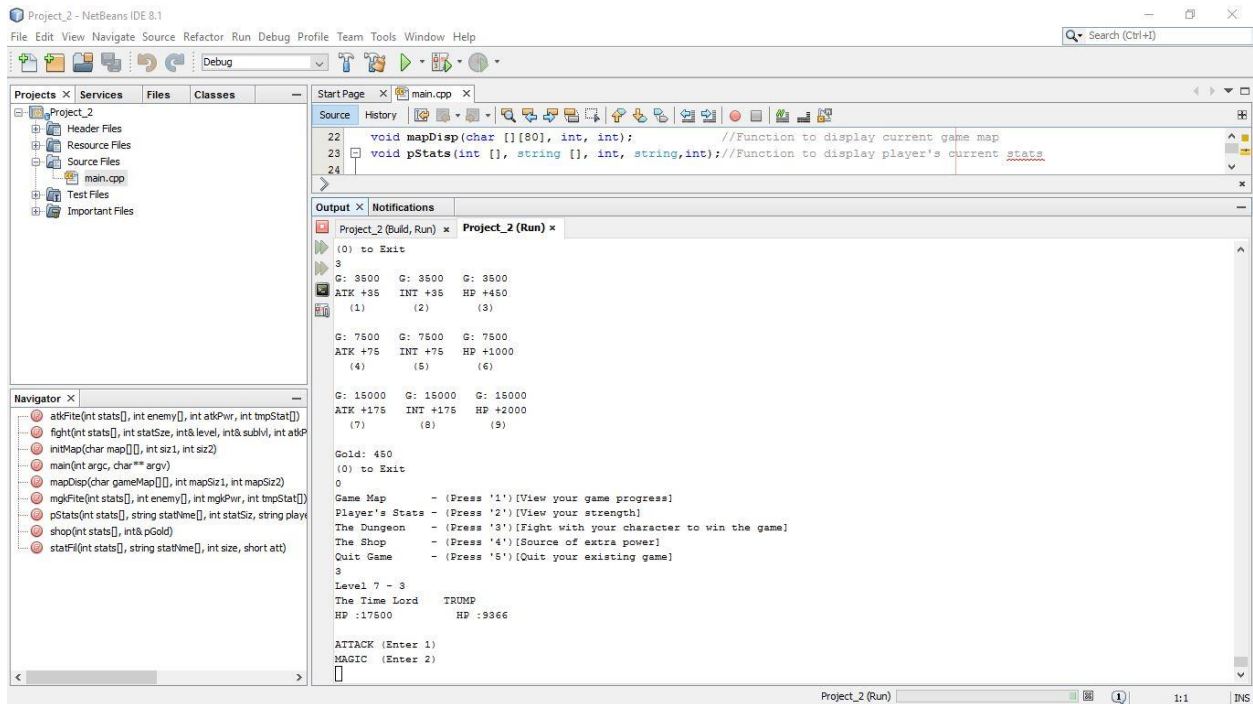 Project_2 - NetBeans IDE 8.1
File Edit View Navigate Source Refactor Run Debug Profile Team Tools Window Help
Search (Ctrl+I)
Debug
Projects Services Files Classes
Project_2
Header Files
Resource Files
Source Files
main.cpp
Test Files
Important Files
Navigator
atkFite(int stats[], int enemy[], int atkPwr, int tmpStat[])
fight(int stats[], int statSze, int& level, int& sublvl, int atkP
initMap(char map[][], int siz1, int siz2)
main(int argc, char** argv)
mapDisp(char gameMap[][], int mapSiz1, int mapSiz2)
mgkFite(int stats[], int enemy[], int mgkPwr, int tmpStat[])
pStats(int stats[], string statNme[], int statSiz, string playe
shop(int stats[], int& pGold)
statFil(int stats[], string statNme[], int size, short att)
Start Page main.cpp
Source History
22 void mapDisp(char [][80], int, int); //Function to display current game map
23 void pStats(int [], string [], int, string,int);//Function to display player's current stats
24
Output Notifications
Project_2 (Build, Run) Project_2 (Run)
(0) to Exit
3
G: 3500 G: 3500 G: 3500
ATK +35 INT +35 HP +450
(1) (2) (3)
G: 7500 G: 7500 G: 7500
ATK +75 INT +75 HP +1000
(4) (5) (6)
G: 15000 G: 15000 G: 15000
ATK +175 INT +175 HP +2000
(7) (8) (9)
Gold: 450
(0) to Exit
0
Game Map - (Press '1')[View your game progress]
Player's Stats - (Press '2')[View your strength]
The Dungeon - (Press '3')[Fight with your character to win the game]
The Shop - (Press '4')[Source of extra power]
Quit Game - (Press '5')[Quit your existing game]
3
Level 7 - 3
The Time Lord TRUMP
HP :17500 HP :9366
ATTACK (Enter 1)
MAGIC (Enter 2)
Project_2 (Run)
1
1:1
INS